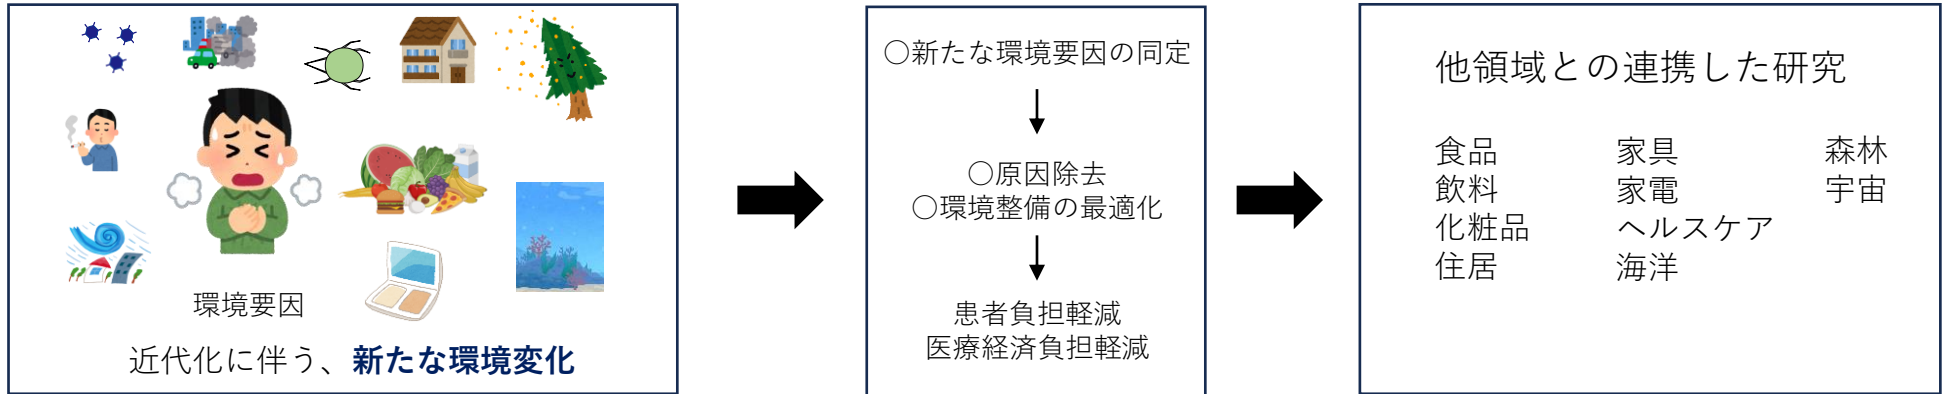 環境要因
近代化に伴う、新たな環境変化
〇新たな環境要因の同定
〇原因除去
〇環境整備の最適化
患者負担軽減
医療経済負担軽減
他領域との連携した研究
食品 家具 森林
飲料 家電 宇宙
化粧品 ヘルスケア
住居 海洋